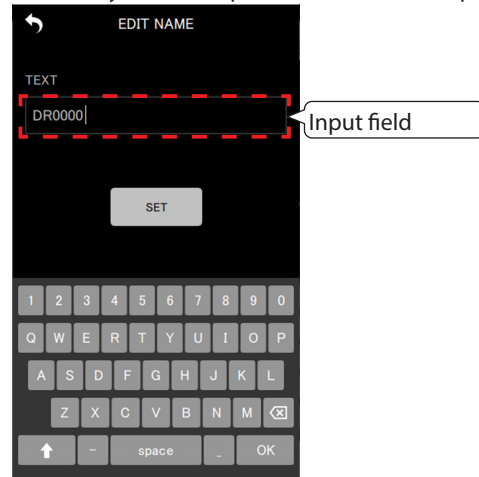 EDIT NAME
TEXT
DR0000
Input field
SET
1 2 3 4 5 6 7 8 9 0
Q W E R T Y U I O P
A S D F G H J K L
Z X C V B N M
- space _ OK